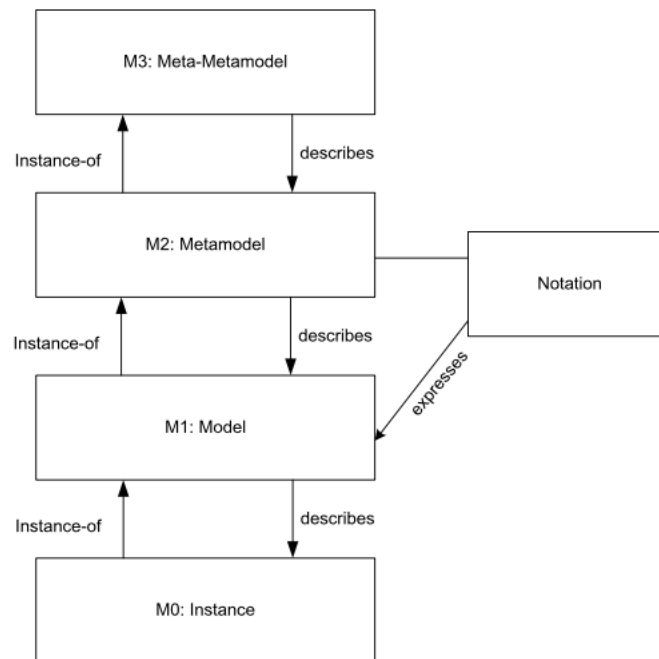 M3: Meta-Metamodel
Instance-of
describes
M2: Metamodel
Notation
Instance-of
describes
expresses
M1: Model
Instance-of
describes
M0: Instance